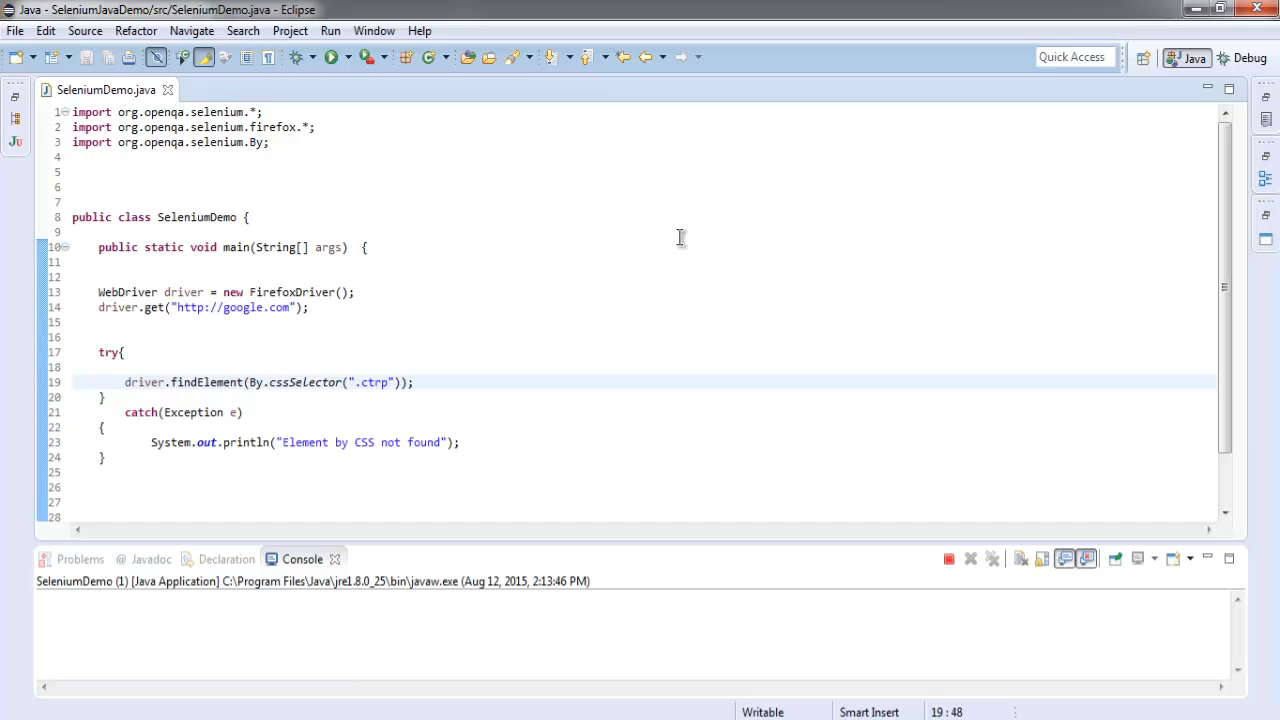 Java - SeleniumJavaDemo/src/SeleniumDemo.java - Eclipse
File Edit Source Refactor Navigate Search Project Run Window Help
Quick Access Java Debug
SeleniumDemo.java
1 import org.openqa.selenium.*;
2 import org.openqa.selenium.firefox.*;
3 import org.openqa.selenium.By;
4
5
6
7
8 public class SeleniumDemo {
9
10 public static void main(String[] args) {
11
12
13 WebDriver driver = new FirefoxDriver();
14 driver.get("http://google.com");
15
16
17 try{
18
19 driver.findElement(By.cssSelector(".ctrp"));
20 }
21 catch(Exception e)
22 {
23 System.out.println("Element by CSS not found");
24 }
25
26
27
28
Problems @ Javadoc Declaration Console
SeleniumDemo (1) [Java Application] C:\Program Files\Java\jre1.8.0_25\bin\javaw.exe (Aug 12, 2015, 2:13:46 PM)
Writable Smart Insert 19 : 48